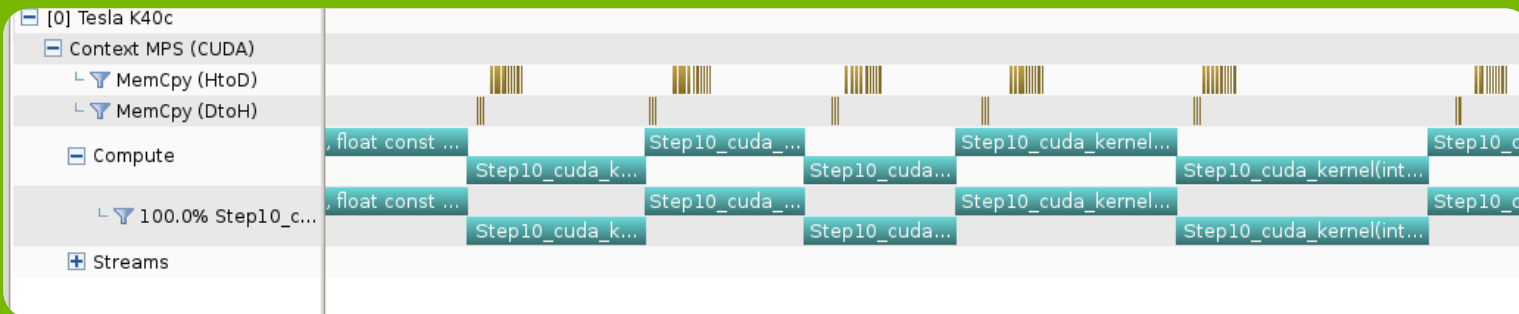 [0] Tesla K40c
Context MPS (CUDA)
MemCpy (HtoD)
MemCpy (DtoH)
, float const ... Step10_cuda_... Step10_cuda_kernel... Step10_c
Compute
Step10_cuda_k... Step10_cuda... Step10_cuda_kernel(int...
, float const ... Step10_cuda_... Step10_cuda_kernel... Step10_c
100.0% Step10_c...
Step10_cuda_k... Step10_cuda... Step10_cuda_kernel(int...
Streams